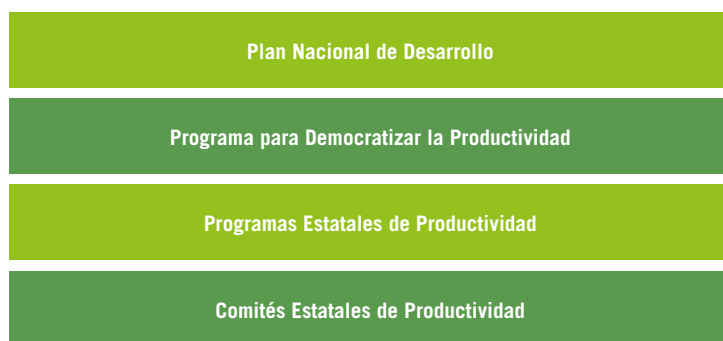 Plan Nacional de Desarrollo
Programa para Democratizar la Productividad
Programas Estatales de Productividad
Comités Estatales de Productividad